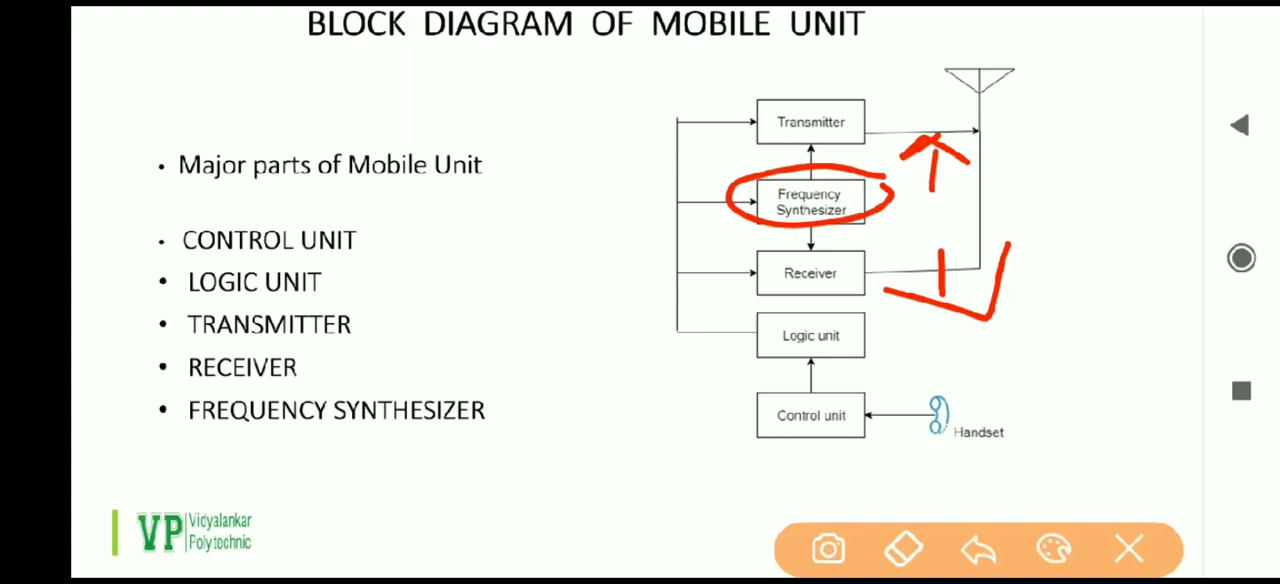 BLOCK DIAGRAM OF MOBILE UNIT
• Major parts of Mobile Unit
• CONTROL UNIT
• LOGIC UNIT
• TRANSMITTER
• RECEIVER
• FREQUENCY SYNTHESIZER
Transmitter
Frequency
Synthesizer
Receiver
Logic unit
Control unit
Handset
VP
Vidyalankar
Polytechnic